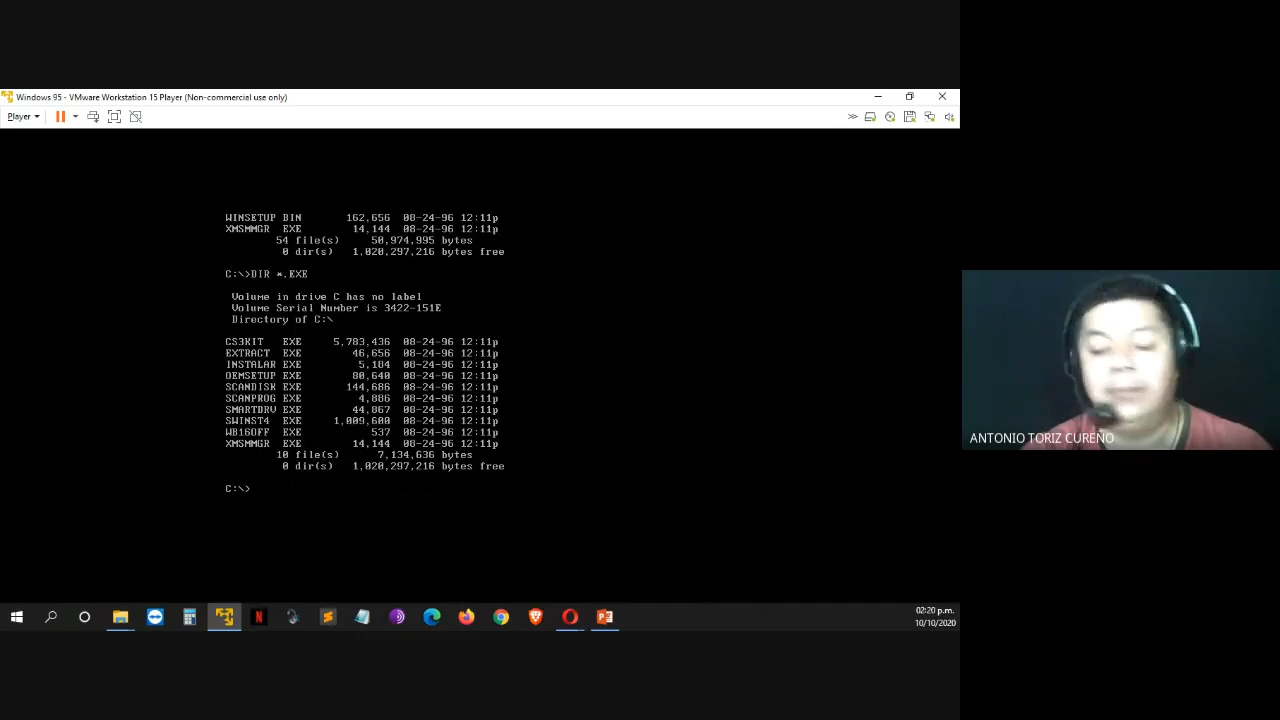 Windows 95 - VMware Workstation 15 Player (Non-commercial use only)
Player
WINSETUP BIN 162,656 08-24-96 12:11p
XMSMMGR EXE 14,144 08-24-96 12:11p
54 file(s) 50,974,995 bytes
0 dir(s) 1,020,297,216 bytes free
C:\>DIR *.EXE
Volume in drive C has no label
Volume Serial Number is 3422-151E
Directory of C:\
CS3KIT EXE 5,783,436 08-24-96 12:11p
EXTRACT EXE 46,656 08-24-96 12:11p
INSTALAR EXE 5,184 08-24-96 12:11p
OEMSETUP EXE 80,640 08-24-96 12:11p
SCANDISK EXE 144,686 08-24-96 12:11p
SCANPROG EXE 4,886 08-24-96 12:11p
SMARTDRV EXE 44,867 08-24-96 12:11p
SWINST4 EXE 1,009,600 08-24-96 12:11p
WB16OFF EXE 537 08-24-96 12:11p
XMSMMGR EXE 14,144 08-24-96 12:11p
10 file(s) 7,134,636 bytes
0 dir(s) 1,020,297,216 bytes free
C:\>
ANTONIO TORIZ CUREÑO
02:20 p.m.
10/10/2020